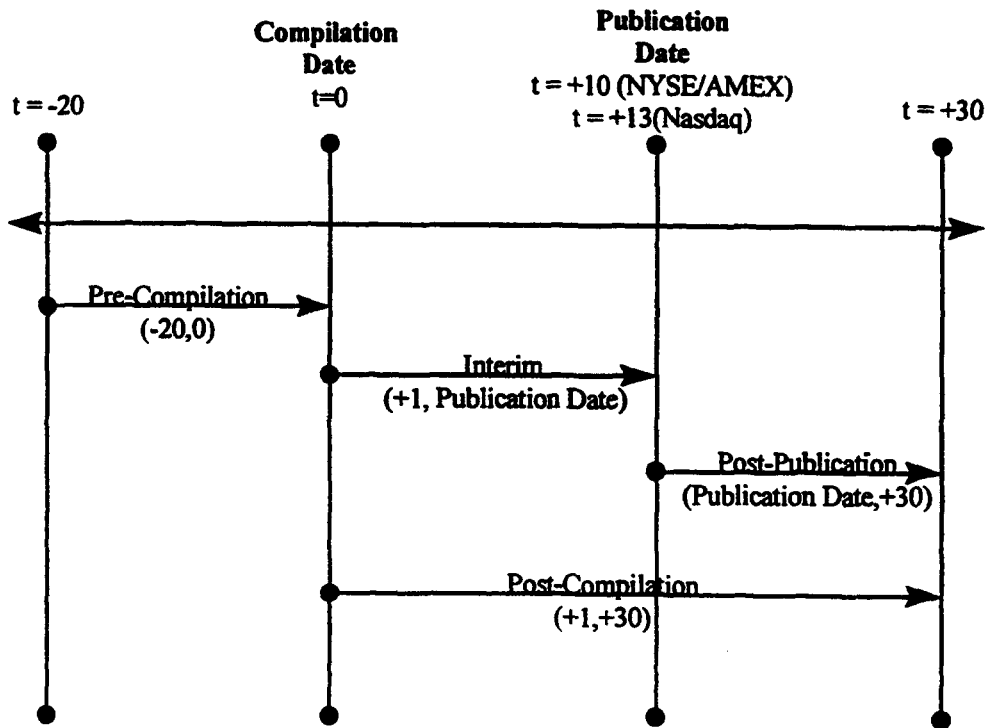 Compilation
Date
t=0
Publication
Date
t = +10 (NYSE/AMEX)
t = +13(Nasdaq)
t = -20
t = +30
Pre-Compilation
(-20,0)
Interim
(+1, Publication Date)
Post-Publication
(Publication Date,+30)
Post-Compilation
(+1,+30)